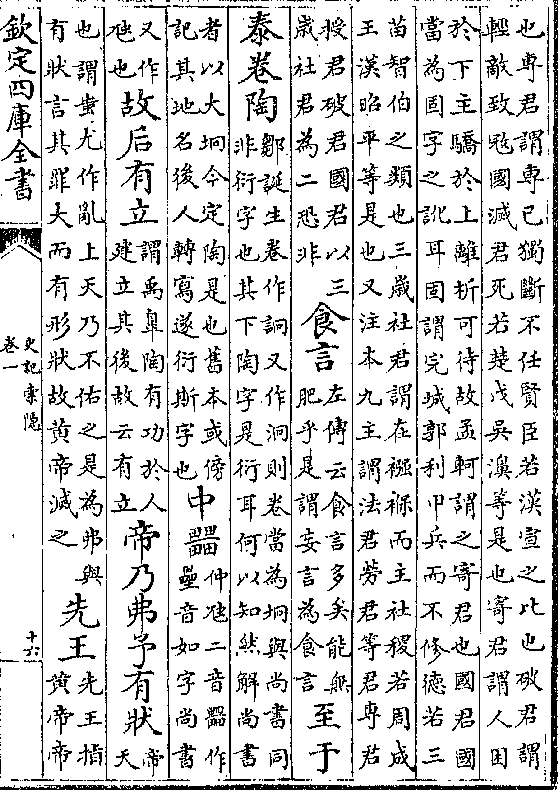 也專君謂專已獨斷不任賢臣若漢宣之比也破君謂
輕敵致寇國滅君死若楚戊吳濞等是也寄君謂人困
於下主驕於上離析可待故孟軻謂之寄君也國君國
當為固字之訛耳固謂完城郭利甲兵而不修德若三
苗智伯之類也三歲社君謂在襁褓而主社稷若周成
王漢昭平等是也又注本九主謂法君勞君等君專君
授君破君國君以三
歲社君為二恐非
食言
左傳云食言多矣能無
肥乎是謂妄言為食言
至于
泰卷陶
鄒誕生卷作詗又作泂則卷當為坰與尚書同
非衍字也其下陶字是衍耳何以知然解尚書
者以大坰今定陶是也舊本或傍
記其地名後人轉寫遂衍斯字也
中𤳳
仲虺二音𤳳作
壘音如字尚書
又作
虺也
故后有立
謂禹臯陶有功於人
建立其後故云有立
帝乃弗予有狀
帝
天
也謂蚩尤作亂上天乃不佑之是為弗與
有狀言其罪大而有形狀故黄帝滅之
先王
先王指
黄帝帝
欽定四庫全書
史記索隱
卷一
十六